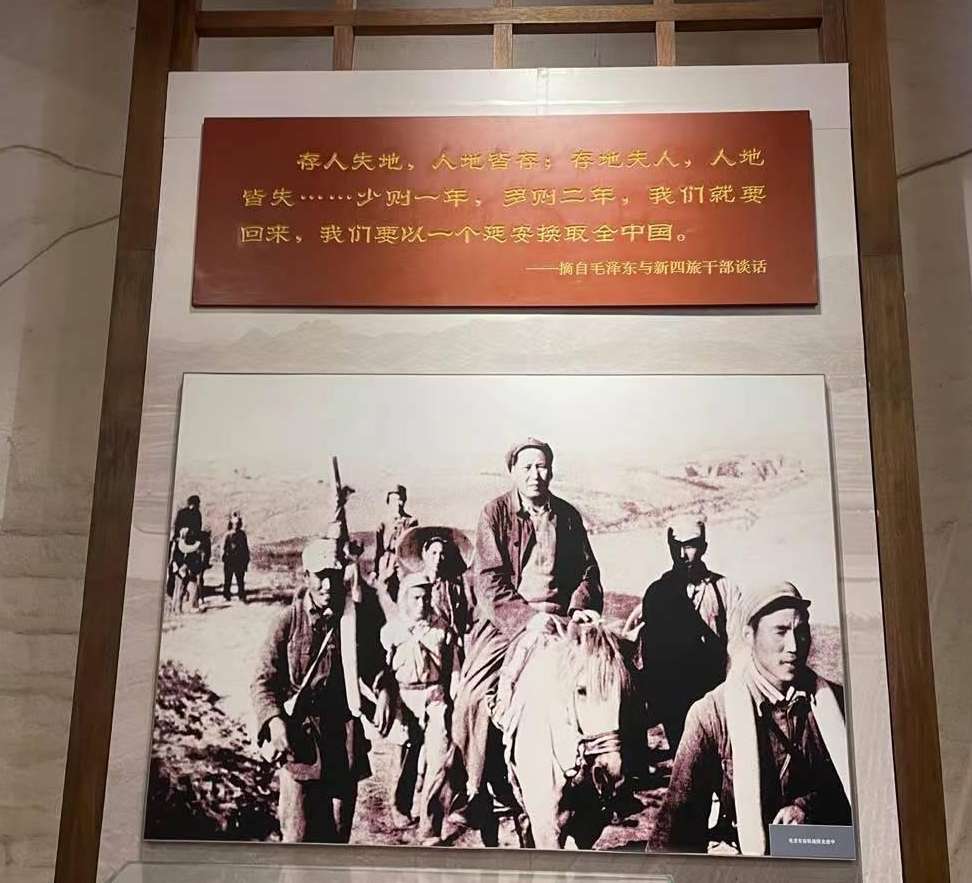 存人失地，人地皆存；存地失人，人地
皆失……少则一年，多则二年，我们就要
回来，我们要以一个延安换取全中国。
——摘自毛泽东与新四旅干部谈话